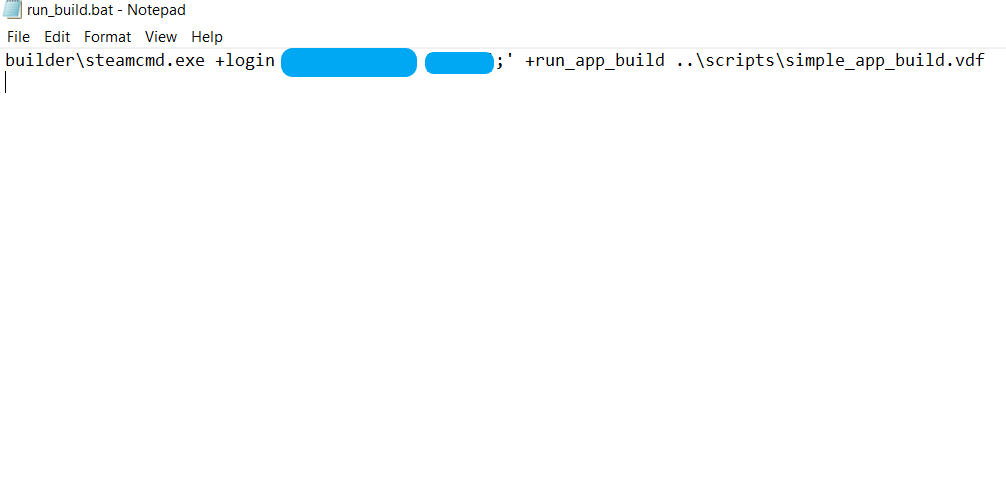 run_build.bat - Notepad
File Edit Format View Help
builder\steamcmd.exe +login ;' +run_app_build ..\scripts\simple_app_build.vdf